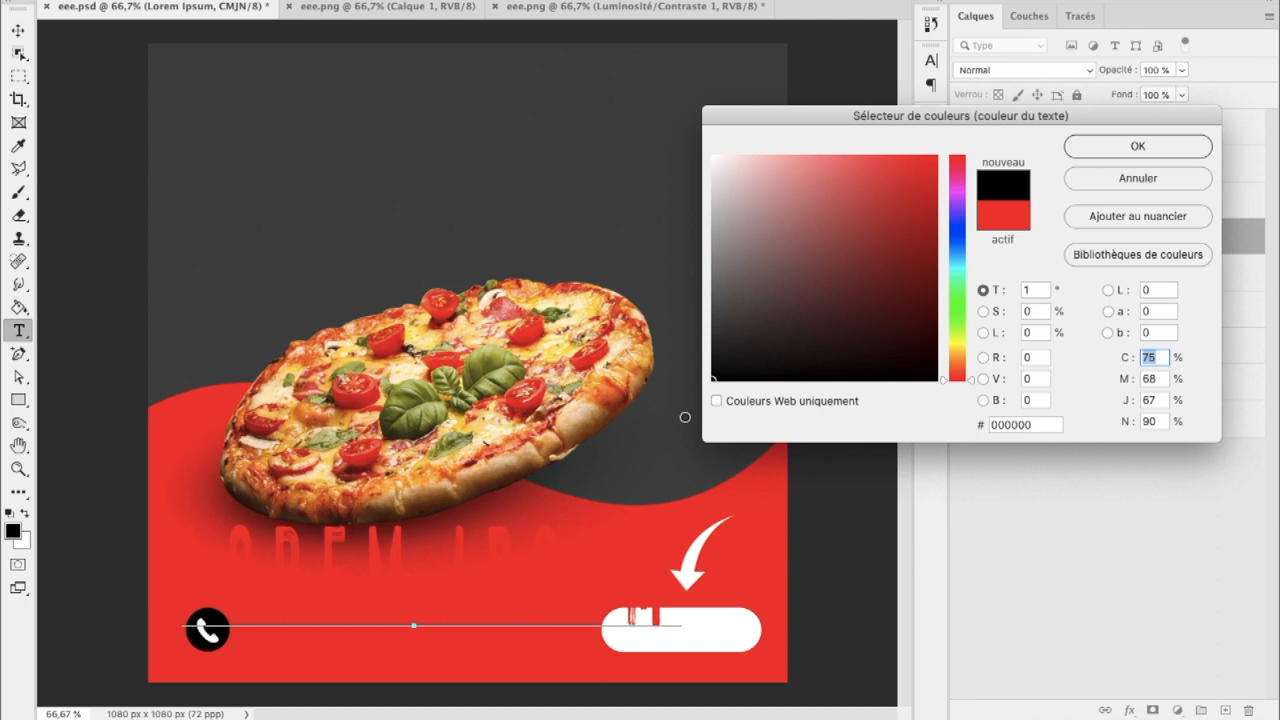 eee.psd @ 66,7% (Lorem Ipsum, CMJN/8) *
eee.png @ 66,7% (Calque 1, RVB/8) *
eee.png @ 66,7% (Luminosité/Contraste 1, RVB/8) *
Calques
Couches
Tracés
Type
Normal
Opacité : 100 %
Verrou :
Fond : 100 %
Sélecteur de couleurs (couleur du texte)
nouveau
actif
OK
Annuler
Ajouter au nuancier
Bibliothèques de couleurs
T : 1 °
L : 0
S : 0 %
a : 0
L : 0 %
b : 0
R : 0
C : 75 %
V : 0
M : 68 %
B : 0
J : 67 %
# 000000
N : 90 %
Couleurs Web uniquement
66,67 %
1080 px x 1080 px (72 ppp)